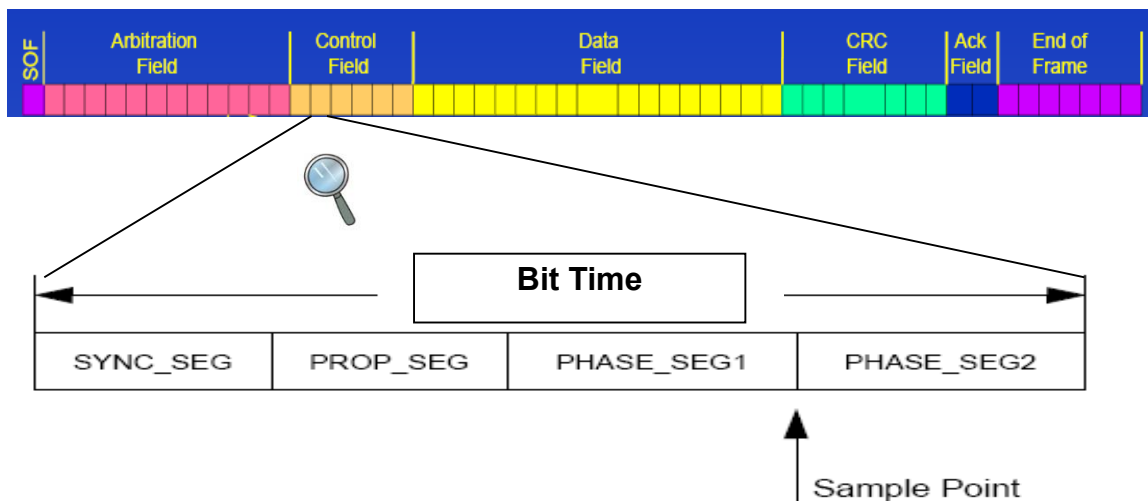 SOF
Arbitration Field
Control Field
Data Field
CRC Field
Ack Field
End of Frame
Bit Time
SYNC_SEG
PROP_SEG
PHASE_SEG1
PHASE_SEG2
Sample Point